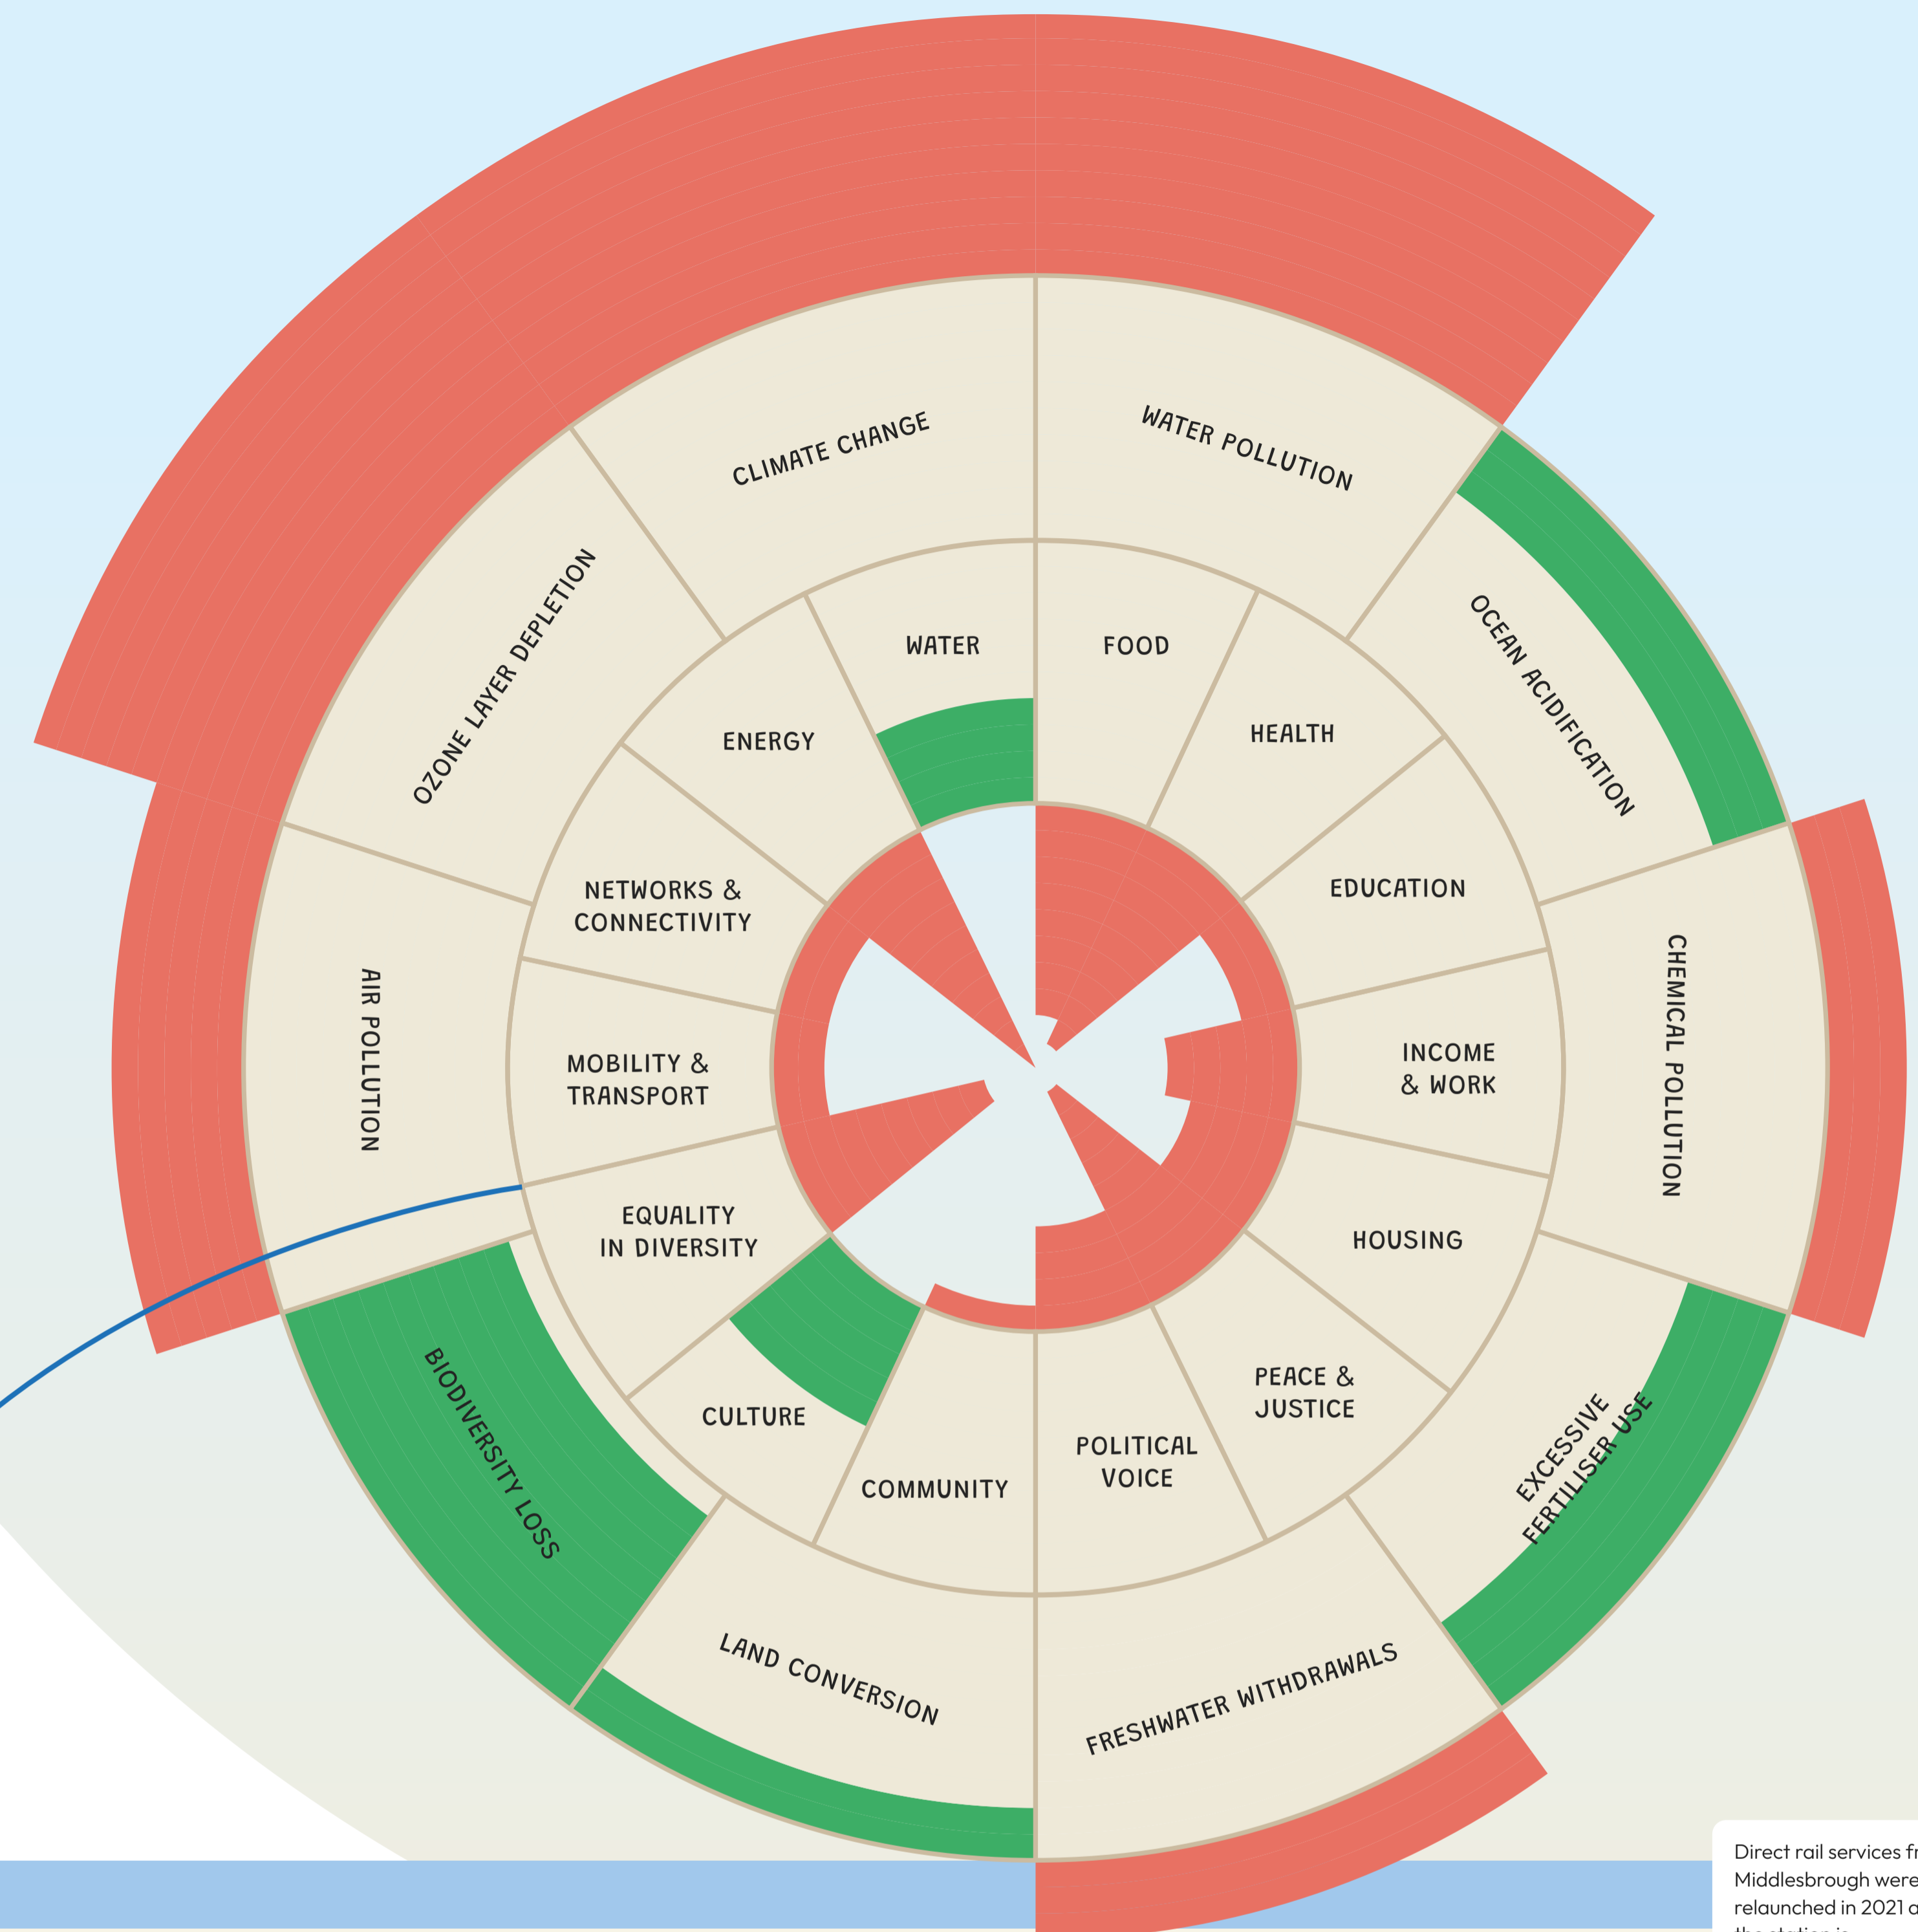 CLIMATE CHANGE
WATER POLLUTION
OCEAN ACIDIFICATION
CHEMICAL POLLUTION
EXCESSIVE
FERTILISER USE
FRESHWATER WITHDRAWALS
LAND CONVERSION
BIODIVERSITY LOSS
AIR POLLUTION
OZONE LAYER DEPLETION
WATER
FOOD
HEALTH
EDUCATION
INCOME
& WORK
HOUSING
PEACE &
JUSTICE
POLITICAL
VOICE
COMMUNITY
CULTURE
EQUALITY
IN DIVERSITY
MOBILITY &
TRANSPORT
NETWORKS &
CONNECTIVITY
ENERGY
Direct rail services
Middlesbrough were
relaunched in 2021